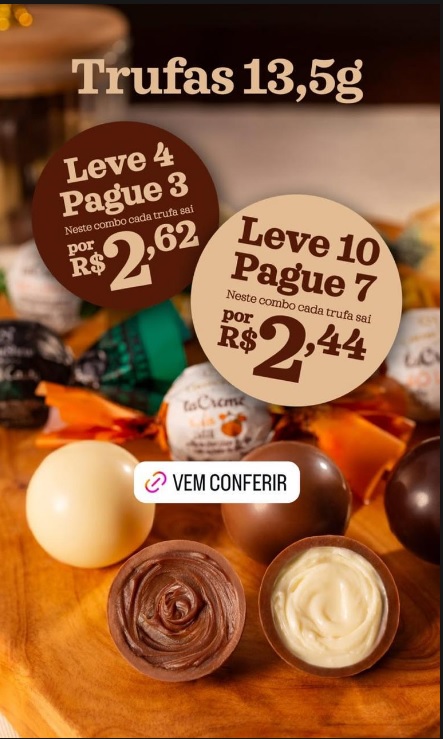 Trufas 13,5g
Leve 4
Pague 3
Neste combo cada trufa sai
por
R$2,62
Leve 10
Pague 7
Neste combo cada trufa sai
por
R$2,44
laCreme
VEM CONFERIR